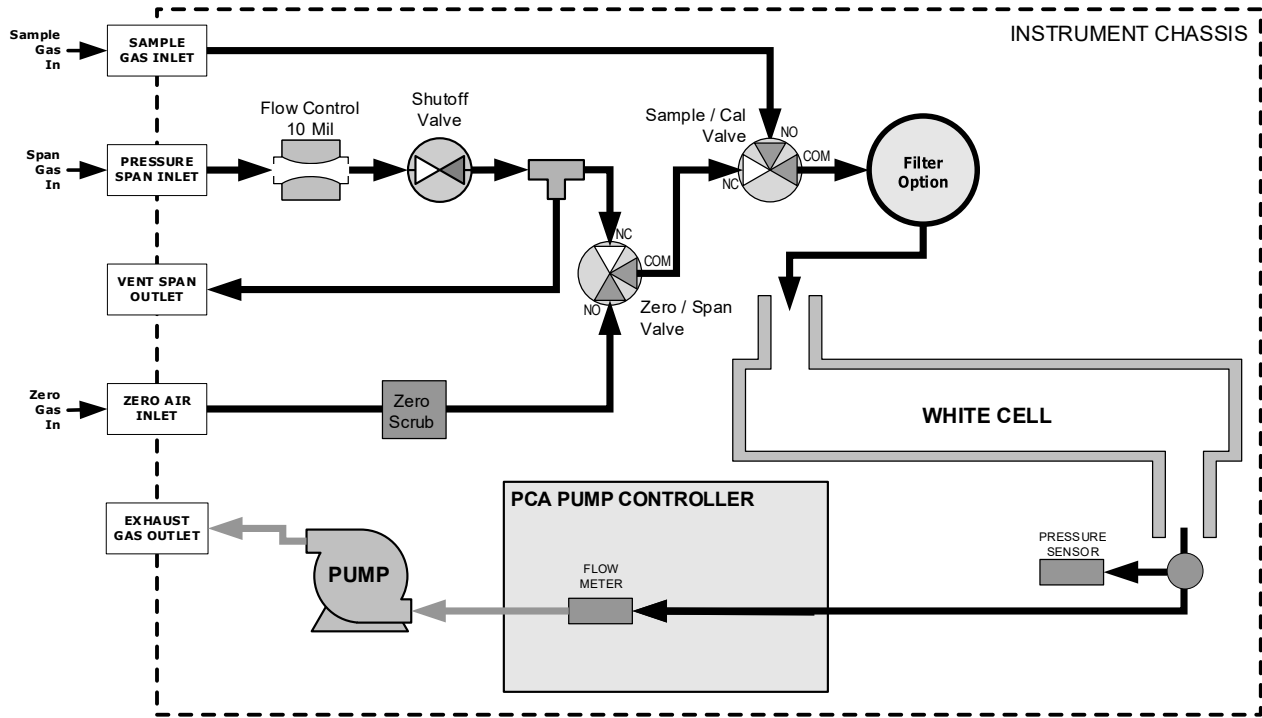 INSTRUMENT CHASSIS
Sample
Gas
In
SAMPLE
GAS INLET
Flow Control
10 Mil
Shutoff
Valve
Sample / Cal
Valve
NO
COM
NC
Filter
Option
Span
Gas
In
PRESSURE
SPAN INLET
NC
COM
NO
Zero / Span
Valve
VENT SPAN
OUTLET
Zero
Gas
In
ZERO AIR
INLET
Zero
Scrub
WHITE CELL
PCA PUMP CONTROLLER
EXHAUST
GAS OUTLET
PUMP
FLOW
METER
PRESSURE
SENSOR